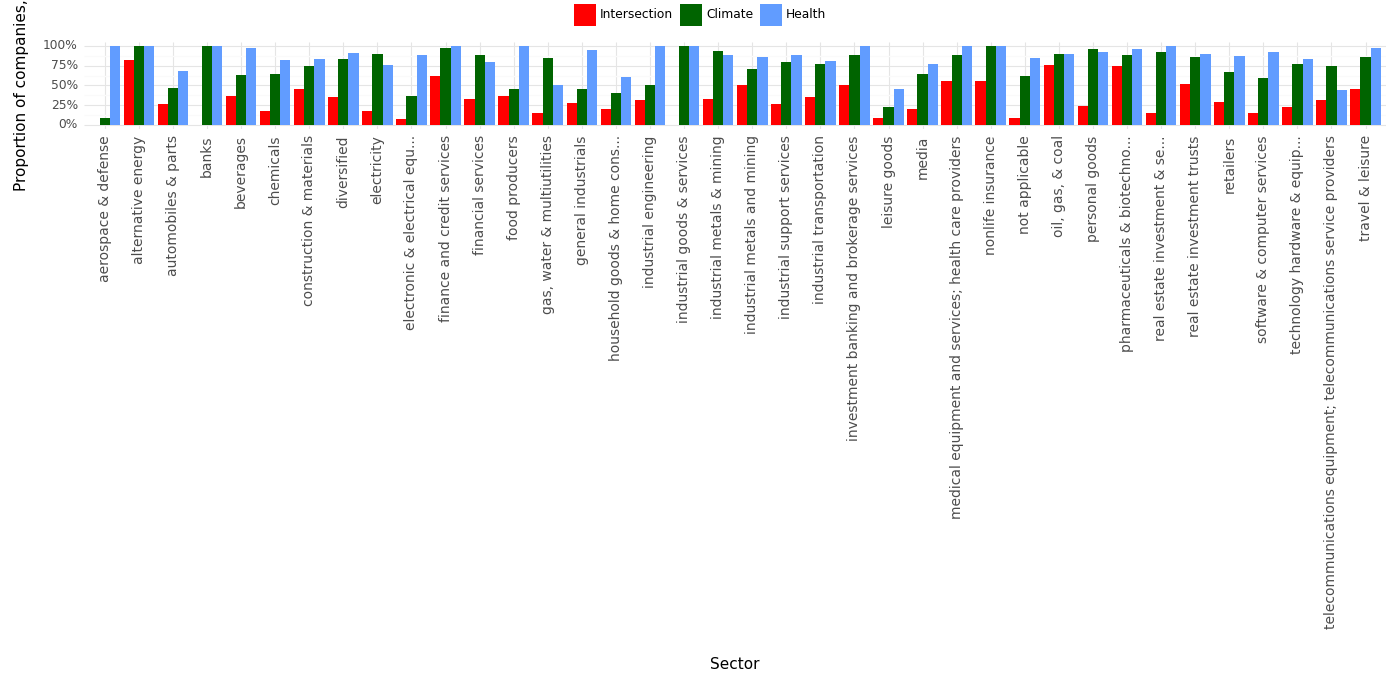 Intersection Climate Health
Proportion of companies,
100%
75%
50%
25%
0%
aerospace & defense
alternative energy
automobiles & parts
banks
beverages
chemicals
construction & materials
diversified
electricity
electronic & electrical equ...
finance and credit services
financial services
food producers
gas, water & multiutilities
general industrials
household goods & home cons...
industrial engineering
industrial goods & services
industrial metals & mining
industrial metals and mining
industrial support services
industrial transportation
investment banking and brokerage services
leisure goods
media
medical equipment and services; health care providers
nonlife insurance
not applicable
oil, gas, & coal
personal goods
pharmaceuticals & biotechno...
real estate investment & se...
real estate investment trusts
retailers
software & computer services
technology hardware & equip...
telecommunications equipment; telecommunications service providers
travel & leisure
Sector